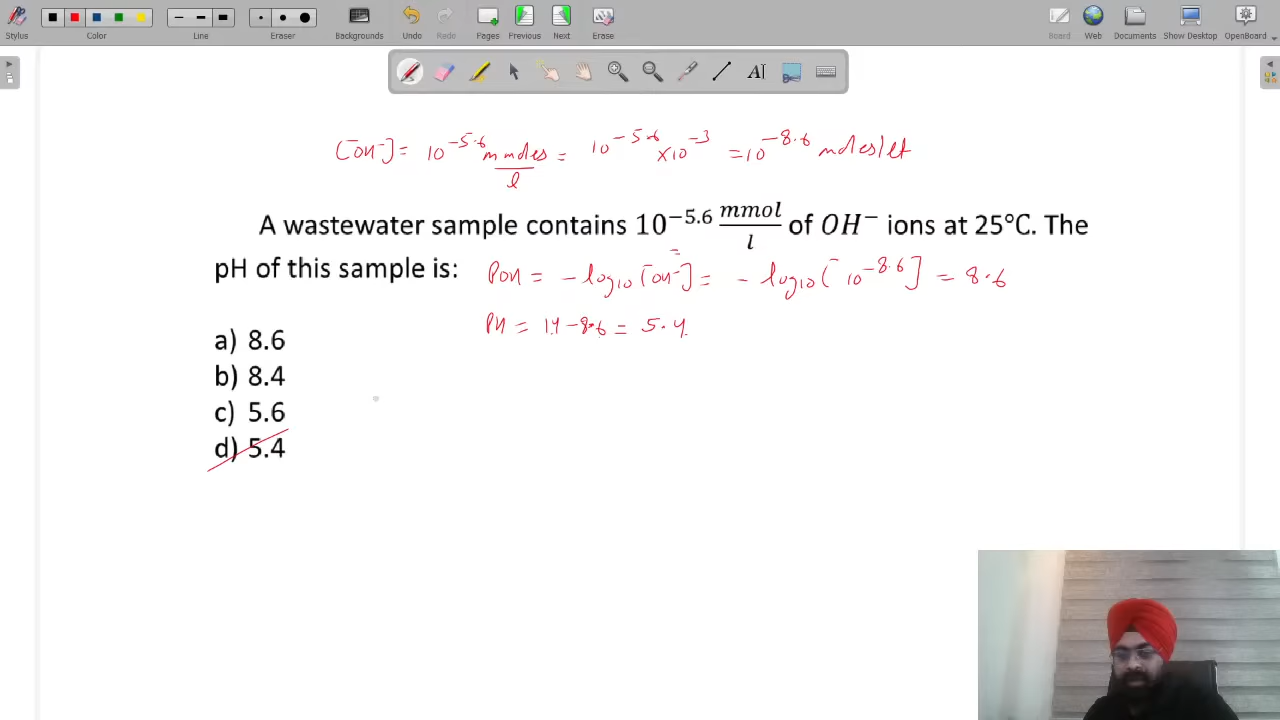 Stylus Color Line Eraser Backgrounds Undo Redo Pages Previous Next Erase Board Web Documents Show Desktop OpenBoard
[OH⁻] = 10^-5.6 mmoles/l = 10^-5.6 × 10^-3 = 10^-8.6 moles/lt
A wastewater sample contains 10^−5.6 mmol/l of OH⁻ ions at 25°C. The
pH of this sample is:
POH = -log10[OH⁻] = -log10[10^-8.6] = 8.6
PH = 14-8.6 = 5.4
a) 8.6
b) 8.4
c) 5.6
d) 5.4